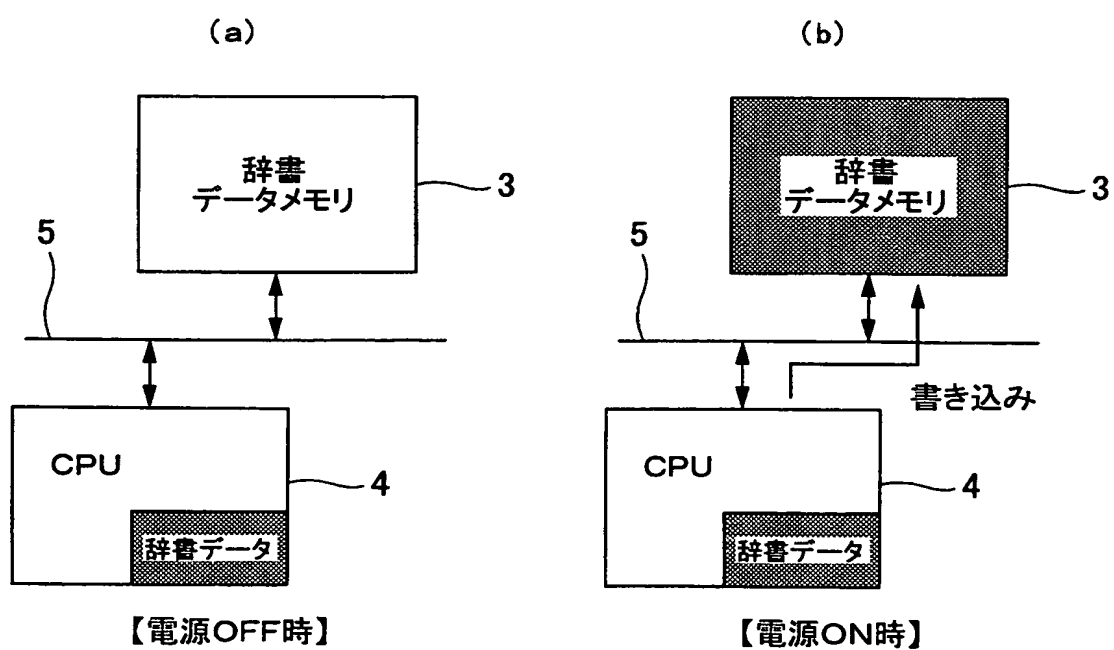 (a)
辞書
データメモリ
3
5
CPU
4
辞書データ
【電源OFF時】
(b)
辞書
データメモリ
3
5
書き込み
CPU
4
辞書データ
【電源ON時】